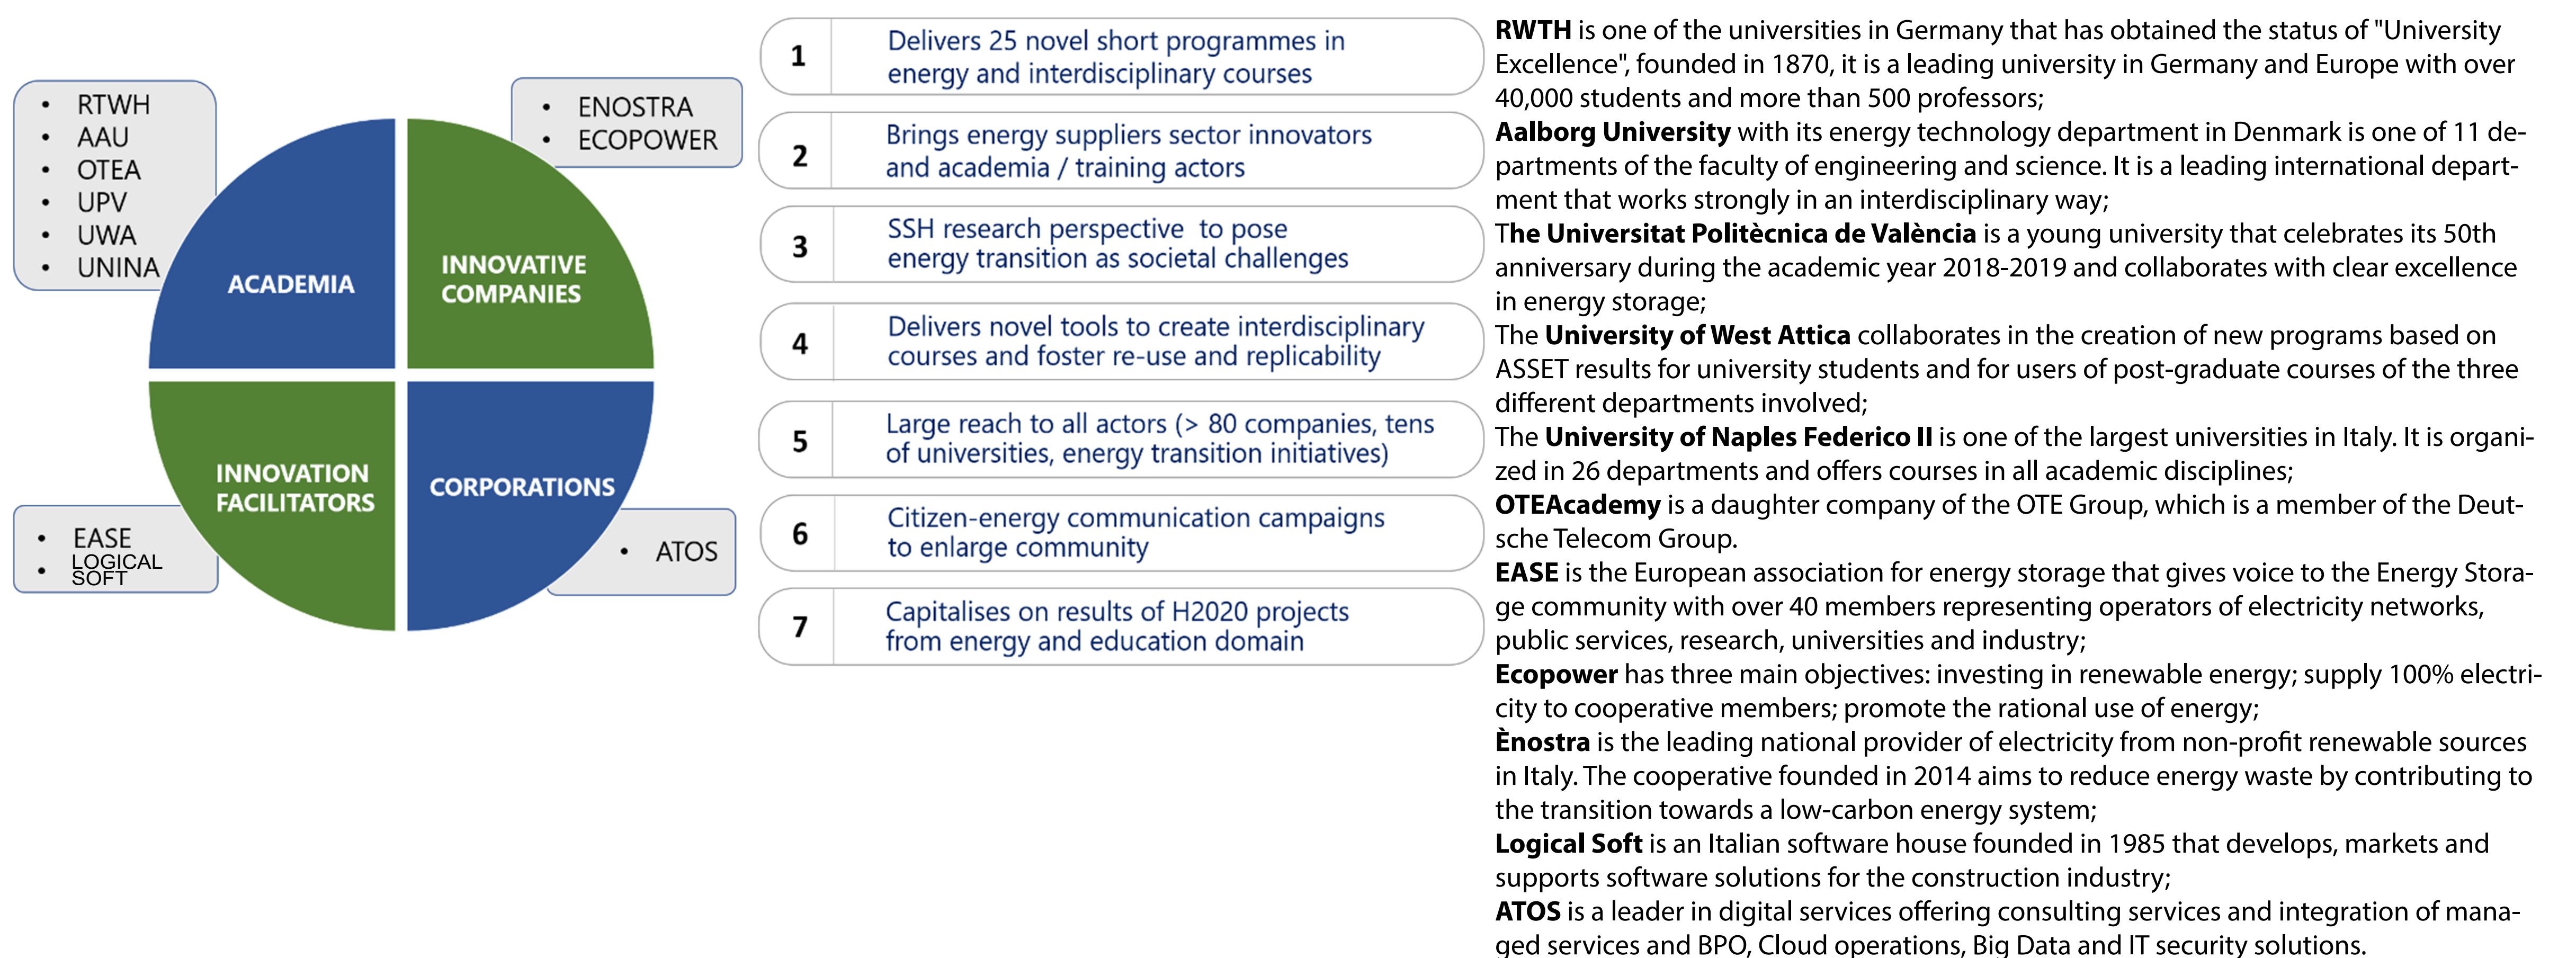 RTWH
AAU
OTEA
UPV
UWA
UNINA
ENOSTRA
ECOPOWER
ACADEMIA
INNOVATIVE
COMPANIES
INNOVATION
FACILITATORS
CORPORATIONS
EASE
LOGICAL
SOFT
ATOS
1
Delivers 25 novel short programmes in
energy and interdisciplinary courses
2
Brings energy suppliers sector innovators
and academia / training actors
3
SSH research perspective to pose
energy transition as societal challenges
4
Delivers novel tools to create interdisciplinary
courses and foster re-use and replicability
5
Large reach to all actors (> 80 companies, tens
of universities, energy transition initiatives)
6
Citizen-energy communication campaigns
to enlarge community
7
Capitalises on results of H2020 projects
from energy and education domain
RWTH is one of the universities in Germany that has obtained the status of "University
Excellence", founded in 1870, it is a leading university in Germany and Europe with over
40,000 students and more than 500 professors;
Aalborg University with its energy technology department in Denmark is one of 11 de-
partments of the faculty of engineering and science. It is a leading international depart-
ment that works strongly in an interdisciplinary way;
The Universitat Politècnica de València is a young university that celebrates its 50th
anniversary during the academic year 2018-2019 and collaborates with clear excellence
in energy storage;
The University of West Attica collaborates in the creation of new programs based on
ASSET results for university students and for users of post-graduate courses of the three
different departments involved;
The University of Naples Federico II is one of the largest universities in Italy. It is organi-
zed in 26 departments and offers courses in all academic disciplines;
OTEAcademy is a daughter company of the OTE Group, which is a member of the Deut-
sche Telecom Group.
EASE is the European association for energy storage that gives voice to the Energy Stora-
ge community with over 40 members representing operators of electricity networks,
public services, research, universities and industry;
Ecopower has three main objectives: investing in renewable energy; supply 100% electri-
city to cooperative members; promote the rational use of energy;
Ènostra is the leading national provider of electricity from non-profit renewable sources
in Italy. The cooperative founded in 2014 aims to reduce energy waste by contributing to
the transition towards a low-carbon energy system;
Logical Soft is an Italian software house founded in 1985 that develops, markets and
supports software solutions for the construction industry;
ATOS is a leader in digital services offering consulting services and integration of mana-
ged services and BPO, Cloud operations, Big Data and IT security solutions.